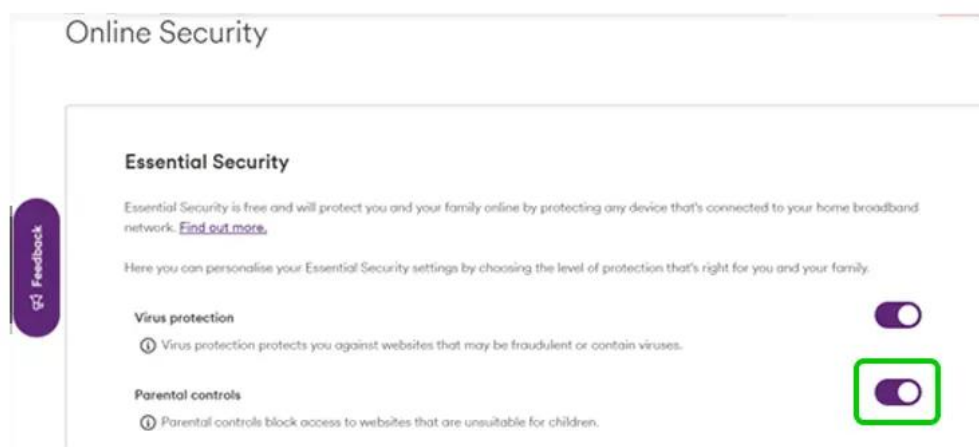 Online Security
Essential Security
Essential Security is free and will protect you and your family online by protecting any device that's connected to your home broadband
network. Find out more.
Here you can personalise your Essential Security settings by choosing the level of protection that's right for you and your family.
Feedback
Virus protection
Virus protection protects you against websites that may be fraudulent or contain viruses.
Parental controls
Parental controls block access to websites that are unsuitable for children.